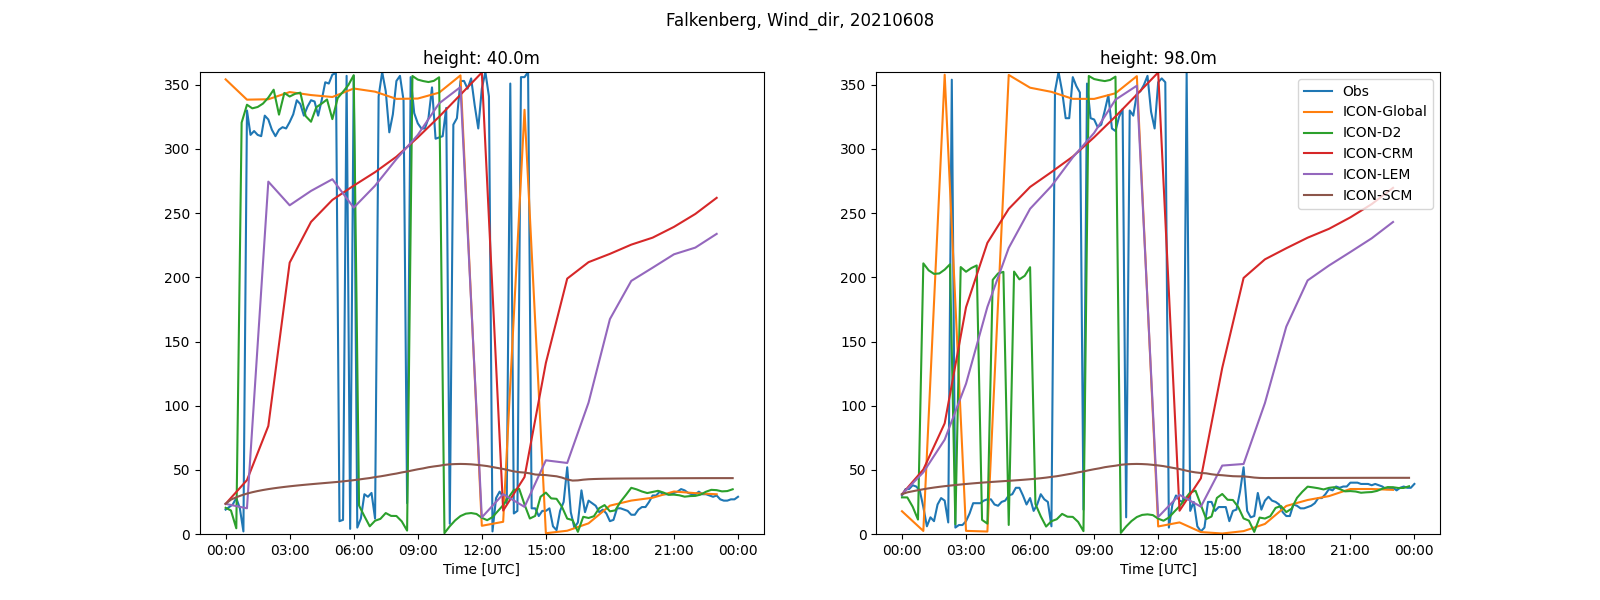 Falkenberg, Wind_dir, 20210608
height: 40.0m
350
300
250
200
150
100
50
0
00:00 03:00 06:00 09:00 12:00 15:00 18:00 21:00 00:00
Time [UTC]
height: 98.0m
350
300
250
200
150
100
50
0
00:00 03:00 06:00 09:00 12:00 15:00 18:00 21:00 00:00
Time [UTC]
Obs
ICON-Global
ICON-D2
ICON-CRM
ICON-LEM
ICON-SCM